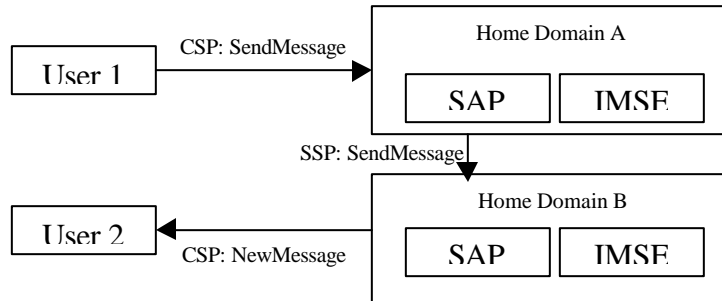 Home Domain A
CSP: SendMessage
User 1
SAP
IMSE
SSP: SendMessage
Home Domain B
User 2
CSP: NewMessage
SAP
IMSE